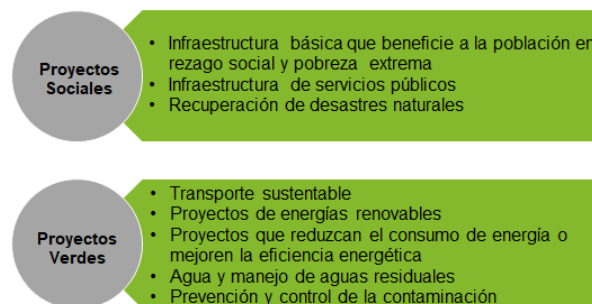 Proyectos
Sociales
• Infraestructura básica que beneficie a la población en
rezago social y pobreza extrema
• Infraestructura de servicios públicos
• Recuperación de desastres naturales
Proyectos
Verdes
• Transporte sustentable
• Proyectos de energías renovables
• Proyectos que reduzcan el consumo de energía o
mejoren la eficiencia energética
• Agua y manejo de aguas residuales
• Prevención y control de la contaminación